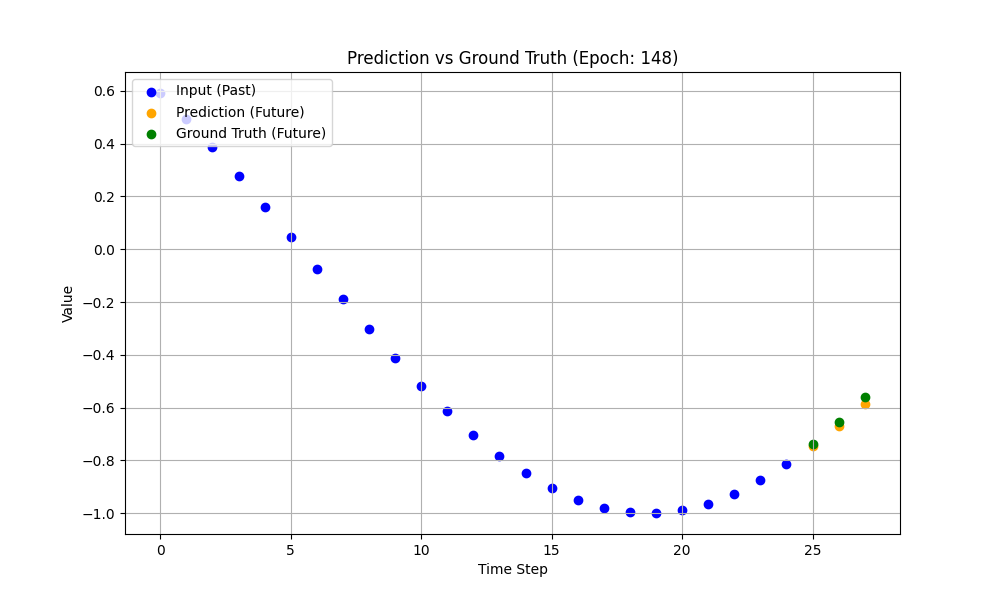 Prediction vs Ground Truth (Epoch: 148)
Input (Past)
Prediction (Future)
Ground Truth (Future)
0.6
0.4
0.2
0.0
−0.2
−0.4
−0.6
−0.8
−1.0
Value
0 5 10 15 20 25
Time Step